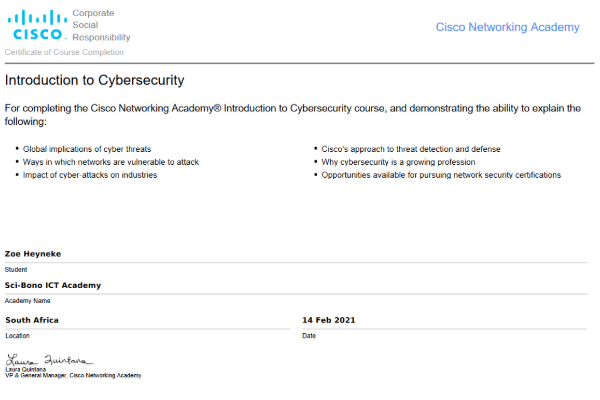 Corporate
Social
Responsibility
CISCO
Certificate of Course Completion
Cisco Networking Academy
Introduction to Cybersecurity
For completing the Cisco Networking Academy® Introduction to Cybersecurity course, and demonstrating the ability to explain the
following:
• Global implications of cyber threats
• Ways in which networks are vulnerable to attack
• Impact of cyber-attacks on industries
• Cisco's approach to threat detection and defense
• Why cybersecurity is a growing profession
• Opportunities available for pursuing network security certifications
Zoe Heyneke
Student
Sci-Bono ICT Academy
Academy Name
South Africa
Location
14 Feb 2021
Date
Laura Quintana
Laura Quintana
VP & General Manager, Cisco Networking Academy